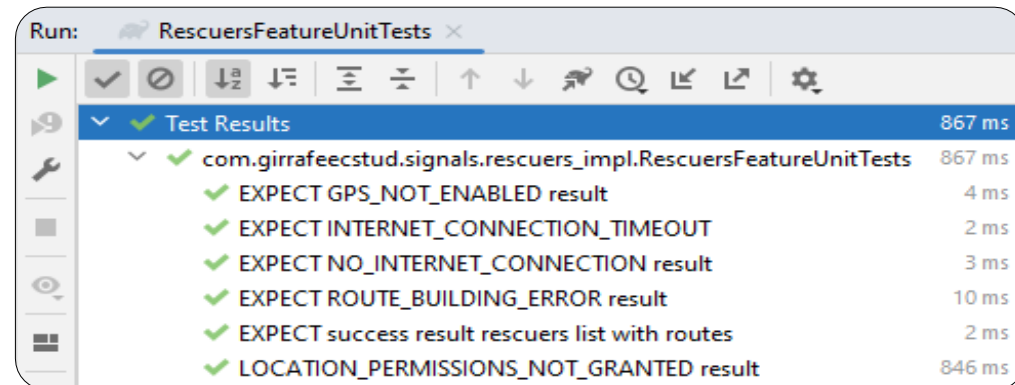 Run: RescuersFeatureUnitTests
Test Results 867 ms
com.girrafeecstud.signals.rescuers_impl.RescuersFeatureUnitTests 867 ms
EXPECT GPS_NOT_ENABLED result 4 ms
EXPECT INTERNET_CONNECTION_TIMEOUT 2 ms
EXPECT NO_INTERNET_CONNECTION result 3 ms
EXPECT ROUTE_BUILDING_ERROR result 10 ms
EXPECT success result rescuers list with routes 2 ms
LOCATION_PERMISSIONS_NOT_GRANTED result 846 ms